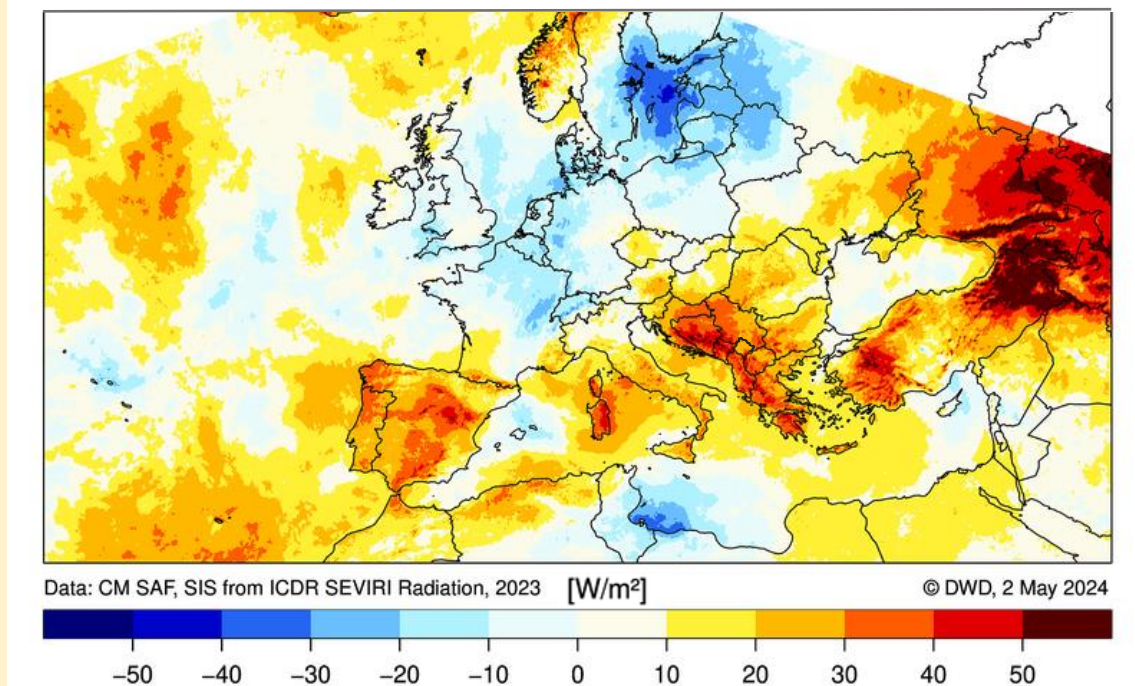 Data: CM SAF, SIS from ICDR SEVIRI Radiation, 2023 [W/m²] © DWD, 2 May 2024
−50 −40 −30 −20 −10 0 10 20 30 40 50